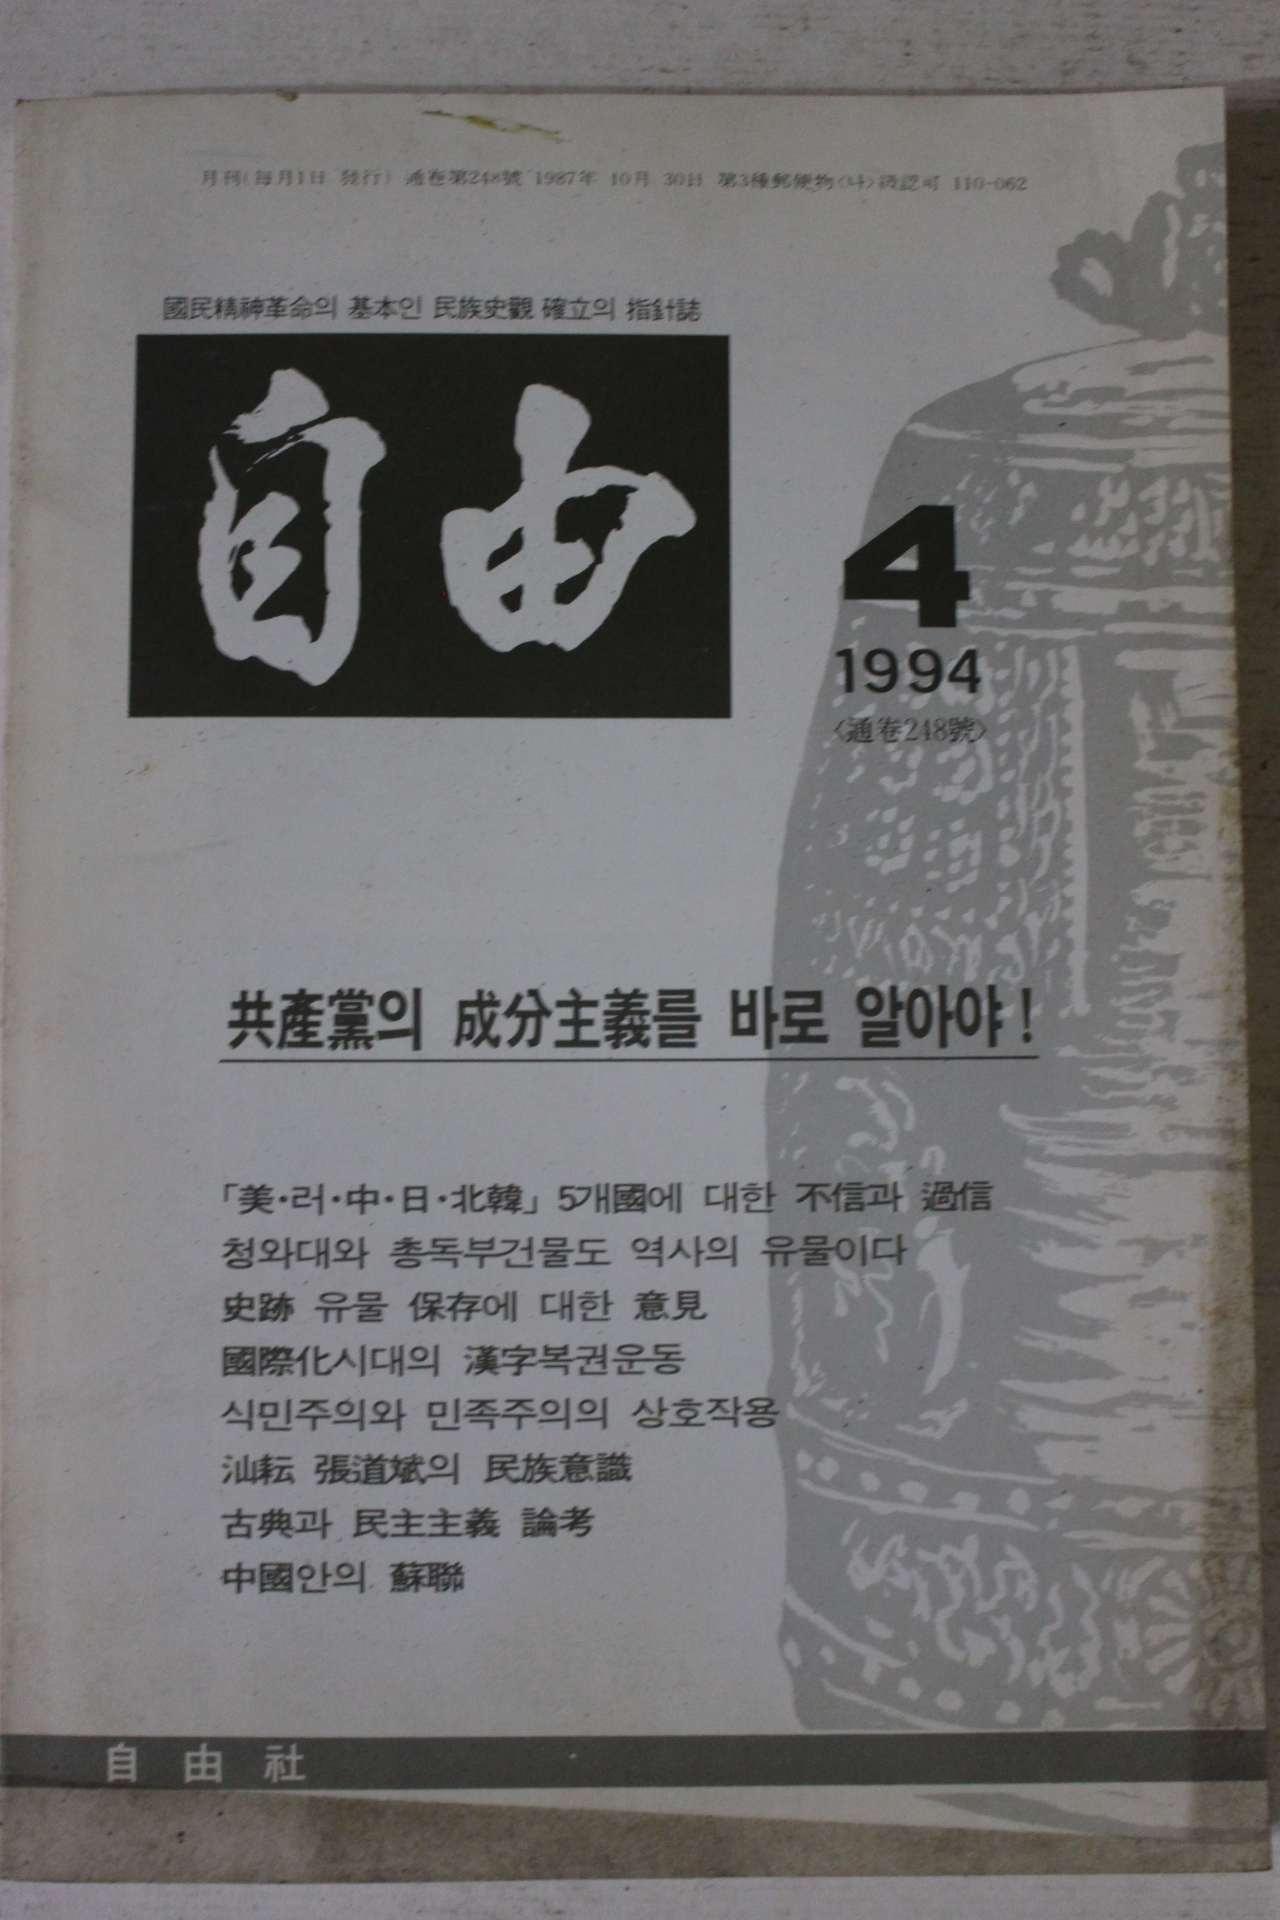 月刊(每月1日 發行) 通卷第248號 1987年 10月 30日 第3種郵便物(나)級認可 110-062
國民精神革命의 基本인 民族史觀 確立의 指針誌
自由
4
1994
〈通卷248號〉
共產黨의 成分主義를 바로 알아야!
「美·러·中·日·北韓」 5개國에 대한 不信과 過信
청와대와 총독부건물도 역사의 유물이다
史跡 유물 保存에 대한 意見
國際化시대의 漢字복권운동
식민주의와 민족주의의 상호작용
汕耘 張道斌의 民族意識
古典과 民主主義 論考
中國안의 蘇聯
自由社